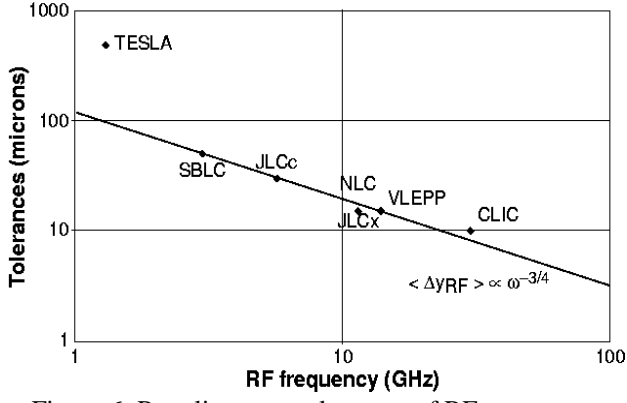 1000
TESLA
100
SBLC
JLCc
NLC
VLEPP
JLCx
CLIC
10
< ΔyRF > ∝ ω−3/4
1
1
10
100
Tolerances (microns)
RF frequency (GHz)